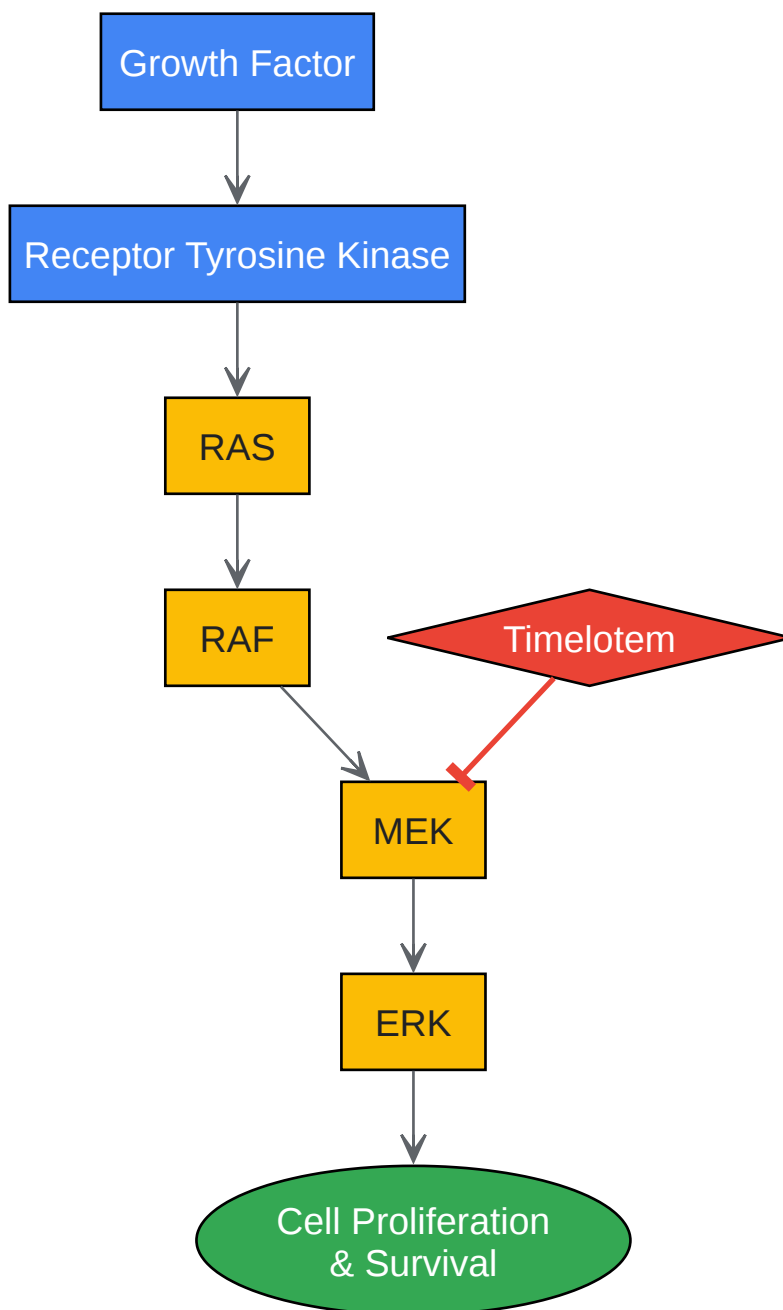 Growth Factor
Receptor Tyrosine Kinase
RAS
RAF
Timelotem
MEK
ERK
Cell Proliferation
& Survival